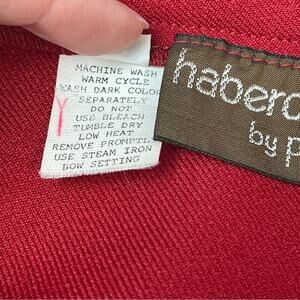 MACHINE WASH
WARM CYCLE
WASH DARK COLOR
SEPARATELY
DO NOT
USE BLEACH
TUMBLE DRY
LOW HEAT
REMOVE PROMPTL
USE STEAM IRON
LOW SETTING
haberd
by p